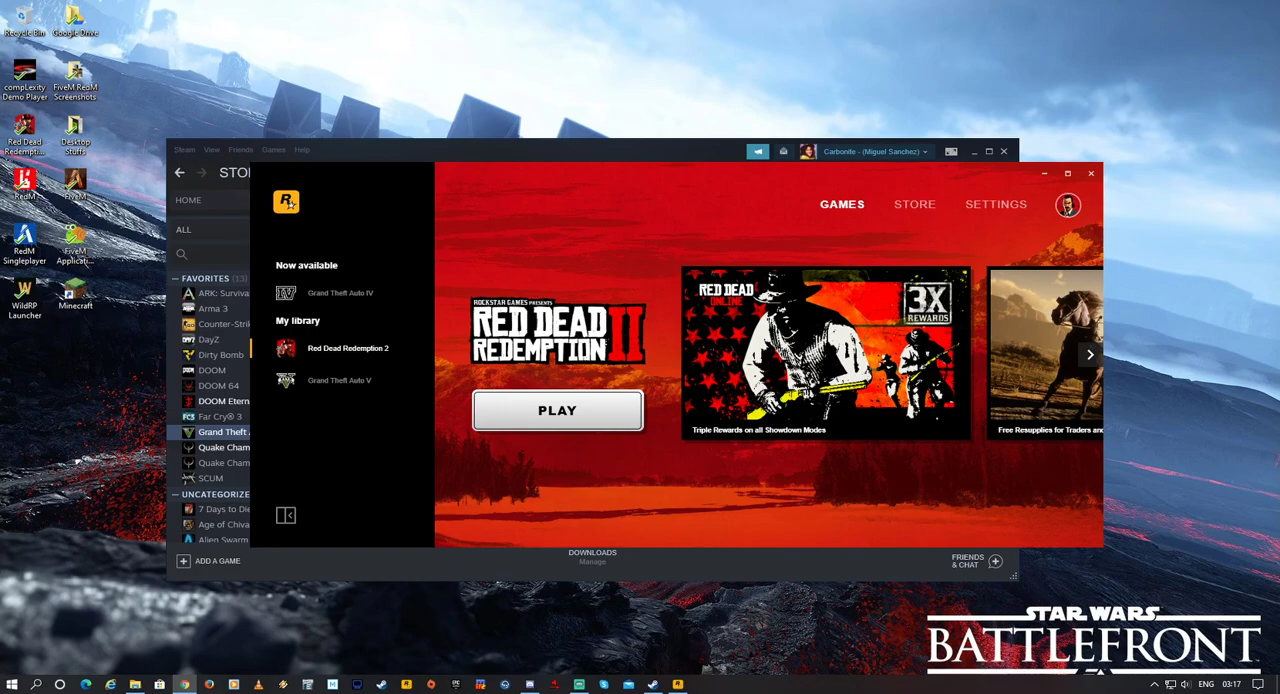 Recycle Bin
Google Drive
compLexity
Demo Player
FiveM RedM
Screenshots
Red Dead
Redempti...
Desktop
Stuffs
RedM
FiveM
RedM
Singleplayer
FiveM
Applicati...
WildRP
Launcher
Minecraft
Steam View Friends Games Help
Carbonite - (Miguel Sanchez)
STO
HOME
ALL
FAVORITES (13)
ARK: Surviva
Arma 3
Counter-Strik
DayZ
Dirty Bomb
DOOM
DOOM 64
DOOM Etern
Far Cry® 3
Grand Theft
Quake Cham
Quake Cham
SCUM
UNCATEGORIZE
7 Days to Die
Age of Chiva
Alien Swarm
ADD A GAME
DOWNLOADS
Manage
FRIENDS
& CHAT
R
Now available
IV
Grand Theft Auto IV
My library
Red Dead Redemption 2
V
Grand Theft Auto V
GAMES STORE SETTINGS
ROCKSTAR GAMES PRESENTS
RED DEAD
REDEMPTION II
PLAY
RED DEAD
ONLINE
3X
REWARDS
Triple Rewards on all Showdown Modes
Free Resupplies for Traders and
STAR WARS
BATTLEFRONT
ENG 03:17